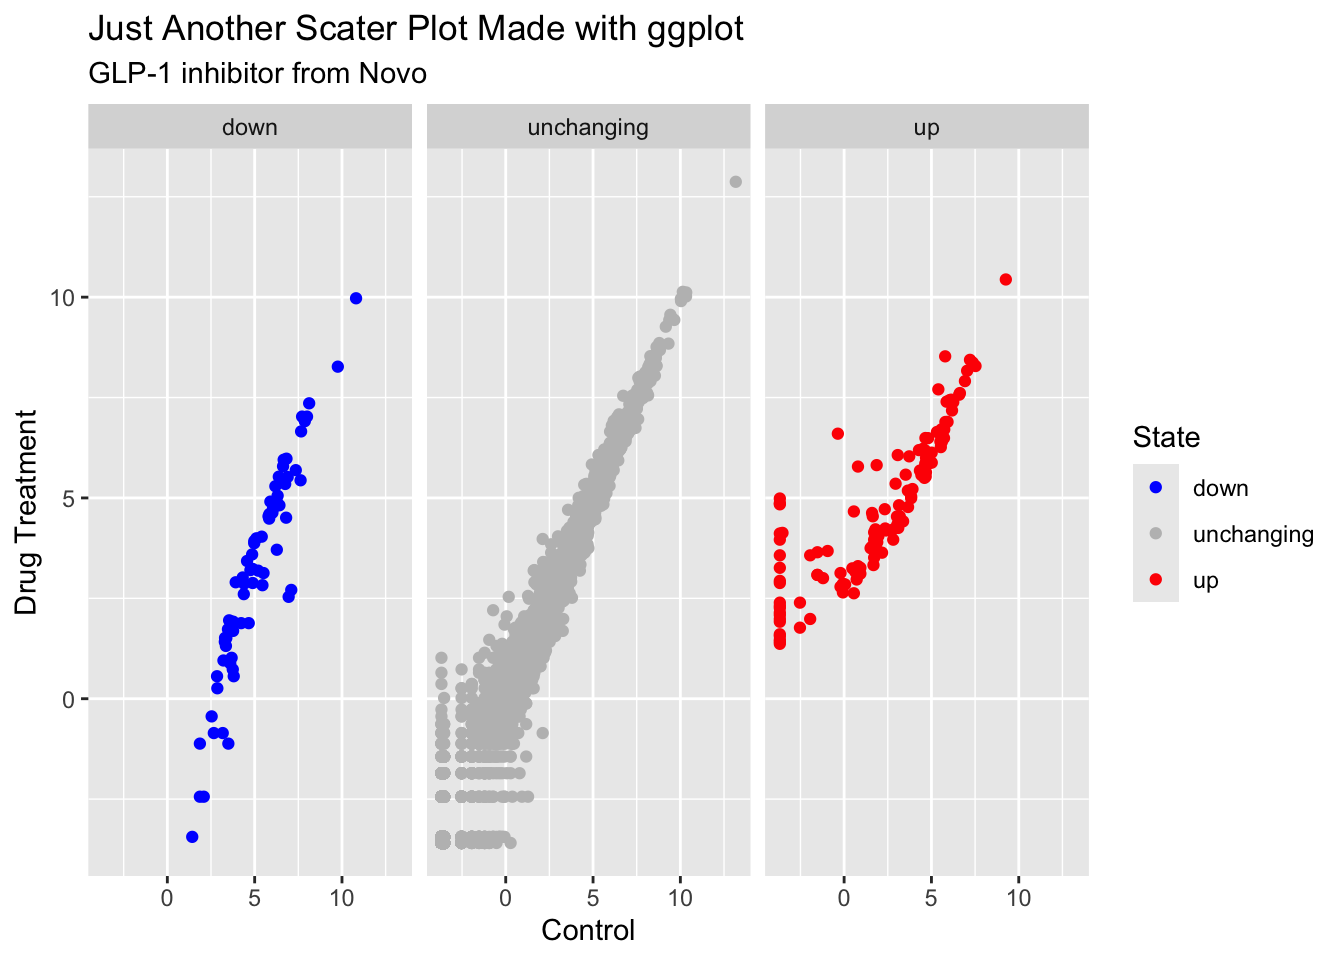 Just Another Scater Plot Made with ggplot
GLP-1 inhibitor from Novo
down
unchanging
up
10
5
0
Drug Treatment
0 5 10
0 5 10
0 5 10
Control
State
down
unchanging
up